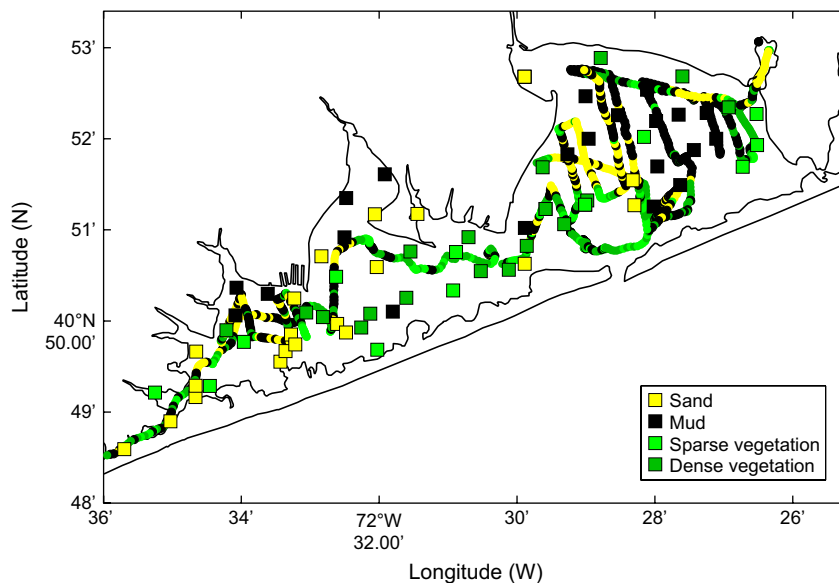 53’
52’
51’
40°N
50.00’
49’
48’
36’
34’
72°W
32.00’
30’
28’
26’
Latitude (N)
Longitude (W)
Sand
Mud
Sparse vegetation
Dense vegetation